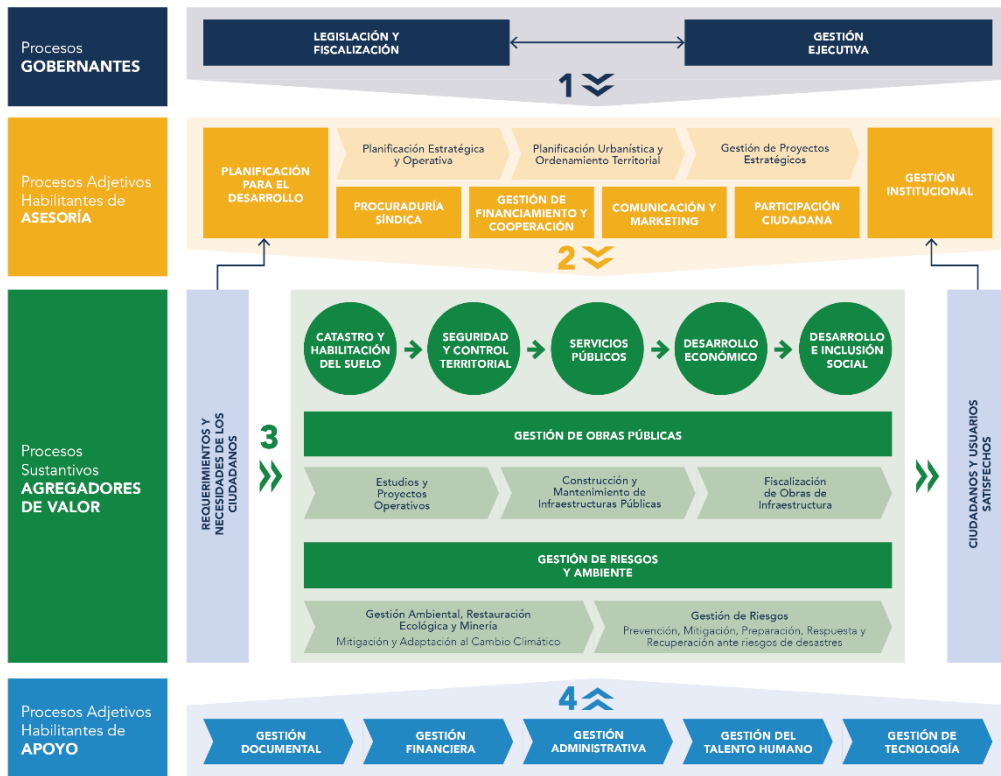 Procesos
GOBERNANTES
LEGISLACIÓN Y
FISCALIZACIÓN
GESTIÓN
EJECUTIVA
1
Procesos Adjetivos
Habilitantes de
ASESORÍA
PLANIFICACIÓN
PARA EL
DESARROLLO
Planificación Estratégica
y Operativa
Planificación Urbanística y
Ordenamiento Territorial
Gestión de Proyectos
Estratégicos
PROCURADURÍA
SÍNDICA
GESTIÓN DE
FINANCIAMIENTO Y
COOPERACIÓN
COMUNICACIÓN Y
MARKETING
PARTICIPACIÓN
CIUDADANA
GESTIÓN
INSTITUCIONAL
2
Procesos
Sustantivos
AGREGADORES
DE VALOR
REQUERIMIENTOS Y
NECESIDADES DE LOS
CIUDADANOS
3
CATASTRO Y
HABILITACIÓN
DEL SUELO
SEGURIDAD
Y CONTROL
TERRITORIAL
SERVICIOS
PÚBLICOS
DESARROLLO
ECONÓMICO
DESARROLLO
E INCLUSIÓN
SOCIAL
GESTIÓN DE OBRAS PÚBLICAS
Estudios y
Proyectos
Operativos
Construcción y
Mantenimiento de
Infraestructuras Públicas
Fiscalización
de Obras de
Infraestructura
GESTIÓN DE RIESGOS
Y AMBIENTE
Gestión Ambiental, Restauración
Ecológica y Minería
Mitigación y Adaptación al Cambio Climático
Gestión de Riesgos
Prevención, Mitigación, Preparación, Respuesta y
Recuperación ante riesgos de desastres
CIUDADANOS Y USUARIOS
SATISFECHOS
Procesos Adjetivos
Habilitantes de
APOYO
4
GESTIÓN
DOCUMENTAL
GESTIÓN
FINANCIERA
GESTIÓN
ADMINISTRATIVA
GESTIÓN DEL
TALENTO HUMANO
GESTIÓN DE
TECNOLOGÍA